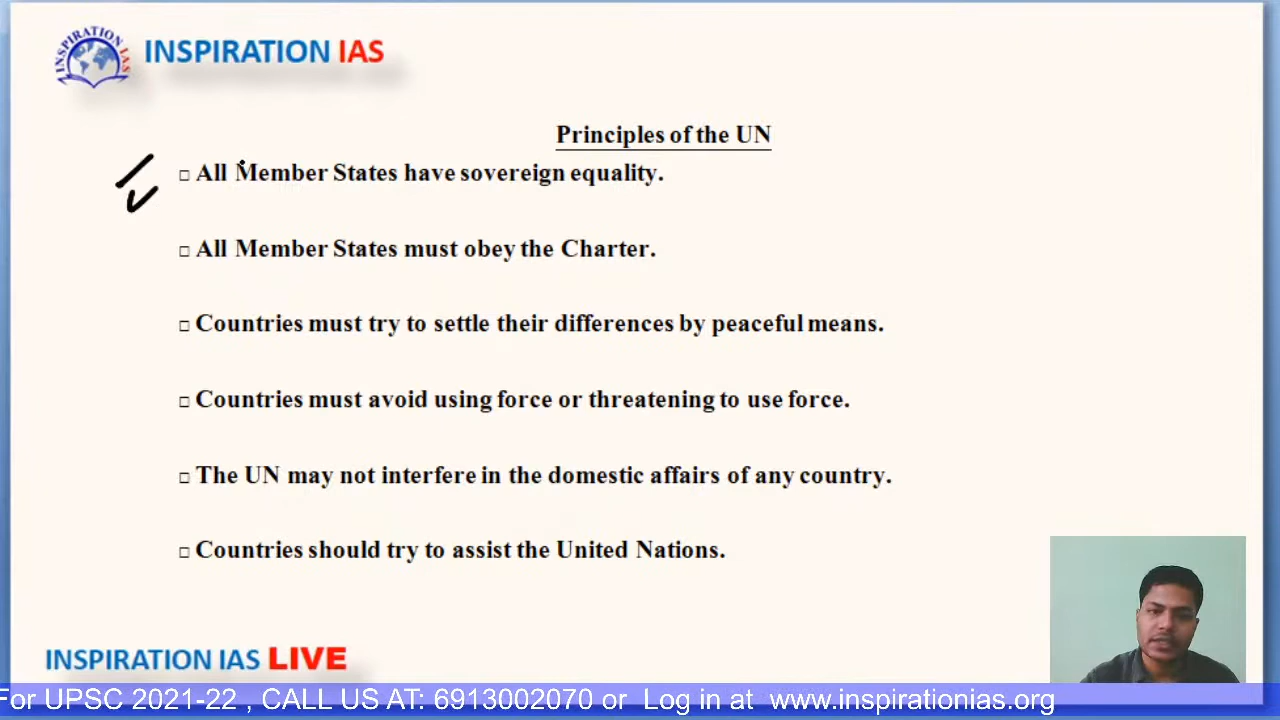 INSPIRATION IAS
INSPIRATION IAS
Principles of the UN
□ All Member States have sovereign equality.
□ All Member States must obey the Charter.
□ Countries must try to settle their differences by peaceful means.
□ Countries must avoid using force or threatening to use force.
□ The UN may not interfere in the domestic affairs of any country.
□ Countries should try to assist the United Nations.
INSPIRATION IAS LIVE
For UPSC 2021-22 , CALL US AT: 6913002070 or Log in at www.inspirationias.org